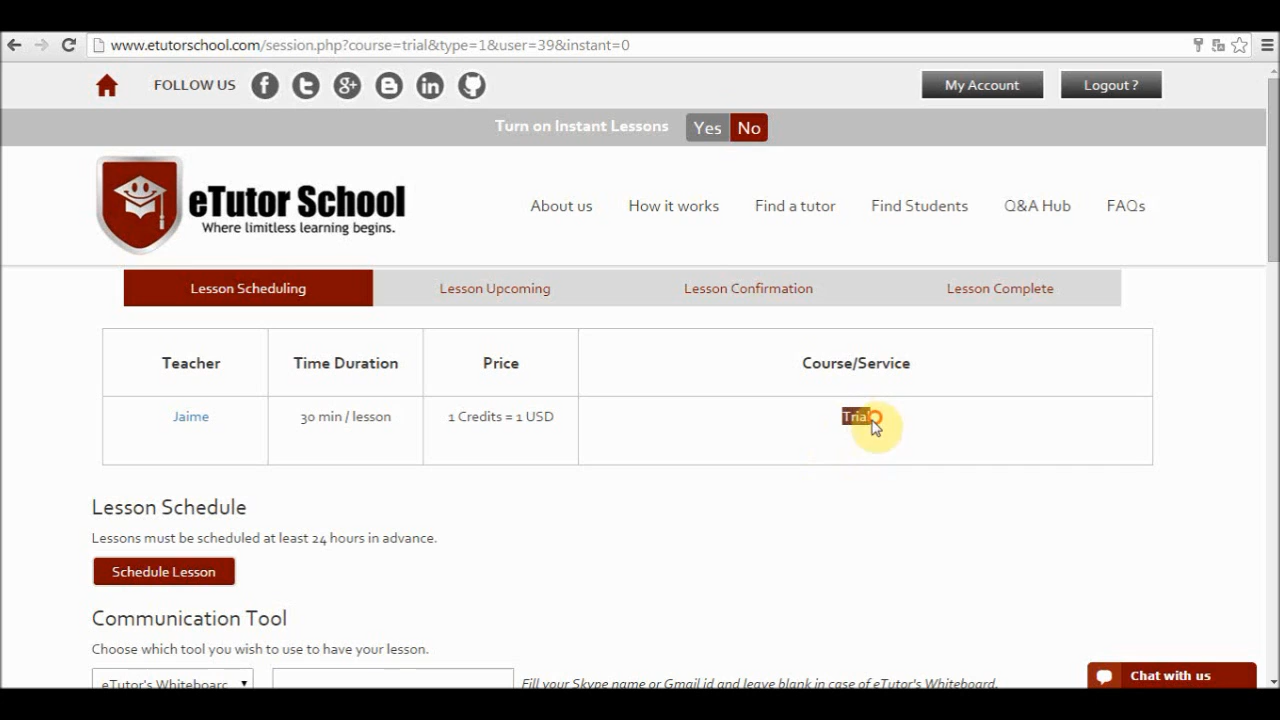 www.etutorschool.com/session.php?course=trial&type=1&user=39&instant=0
FOLLOW US
My Account
Logout ?
Turn on Instant Lessons Yes No
eTutor School
Where limitless learning begins.
About us How it works Find a tutor Find Students Q&A Hub FAQs
Lesson Scheduling Lesson Upcoming Lesson Confirmation Lesson Complete
Teacher Time Duration Price Course/Service
Jaime 30 min / lesson 1 Credits = 1 USD Trial
Lesson Schedule
Lessons must be scheduled at least 24 hours in advance.
Schedule Lesson
Communication Tool
Choose which tool you wish to use to have your lesson.
eTutor's Whiteboarc Fill your Skype name or Gmail id and leave blank in case of eTutor's Whiteboard.
Chat with us